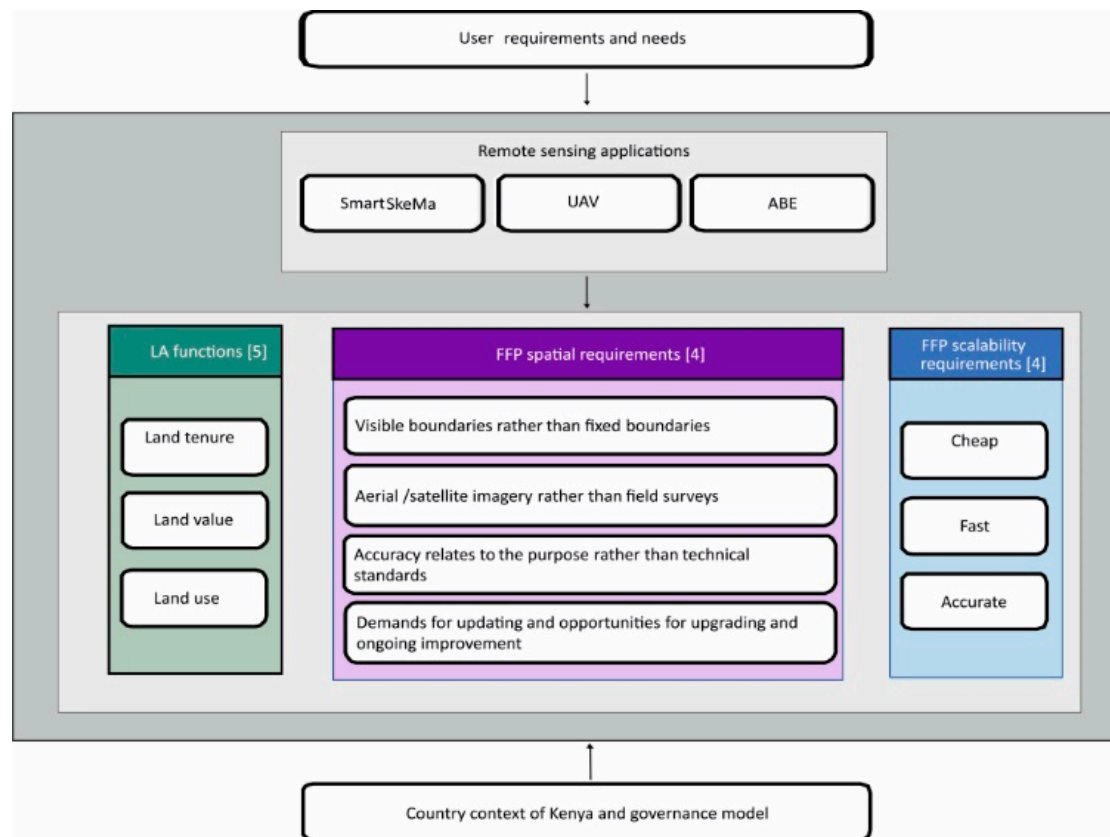 User requirements and needs
Remote sensing applications
SmartSkeMa
UAV
ABE
LA functions [5]
Land tenure
Land value
Land use
FFP spatial requirements [4]
Visible boundaries rather than fixed boundaries
Aerial /satellite imagery rather than field surveys
Accuracy relates to the purpose rather than technical
standards
Demands for updating and opportunities for upgrading and
ongoing improvement
FFP scalability
requirements [4]
Cheap
Fast
Accurate
Country context of Kenya and governance model